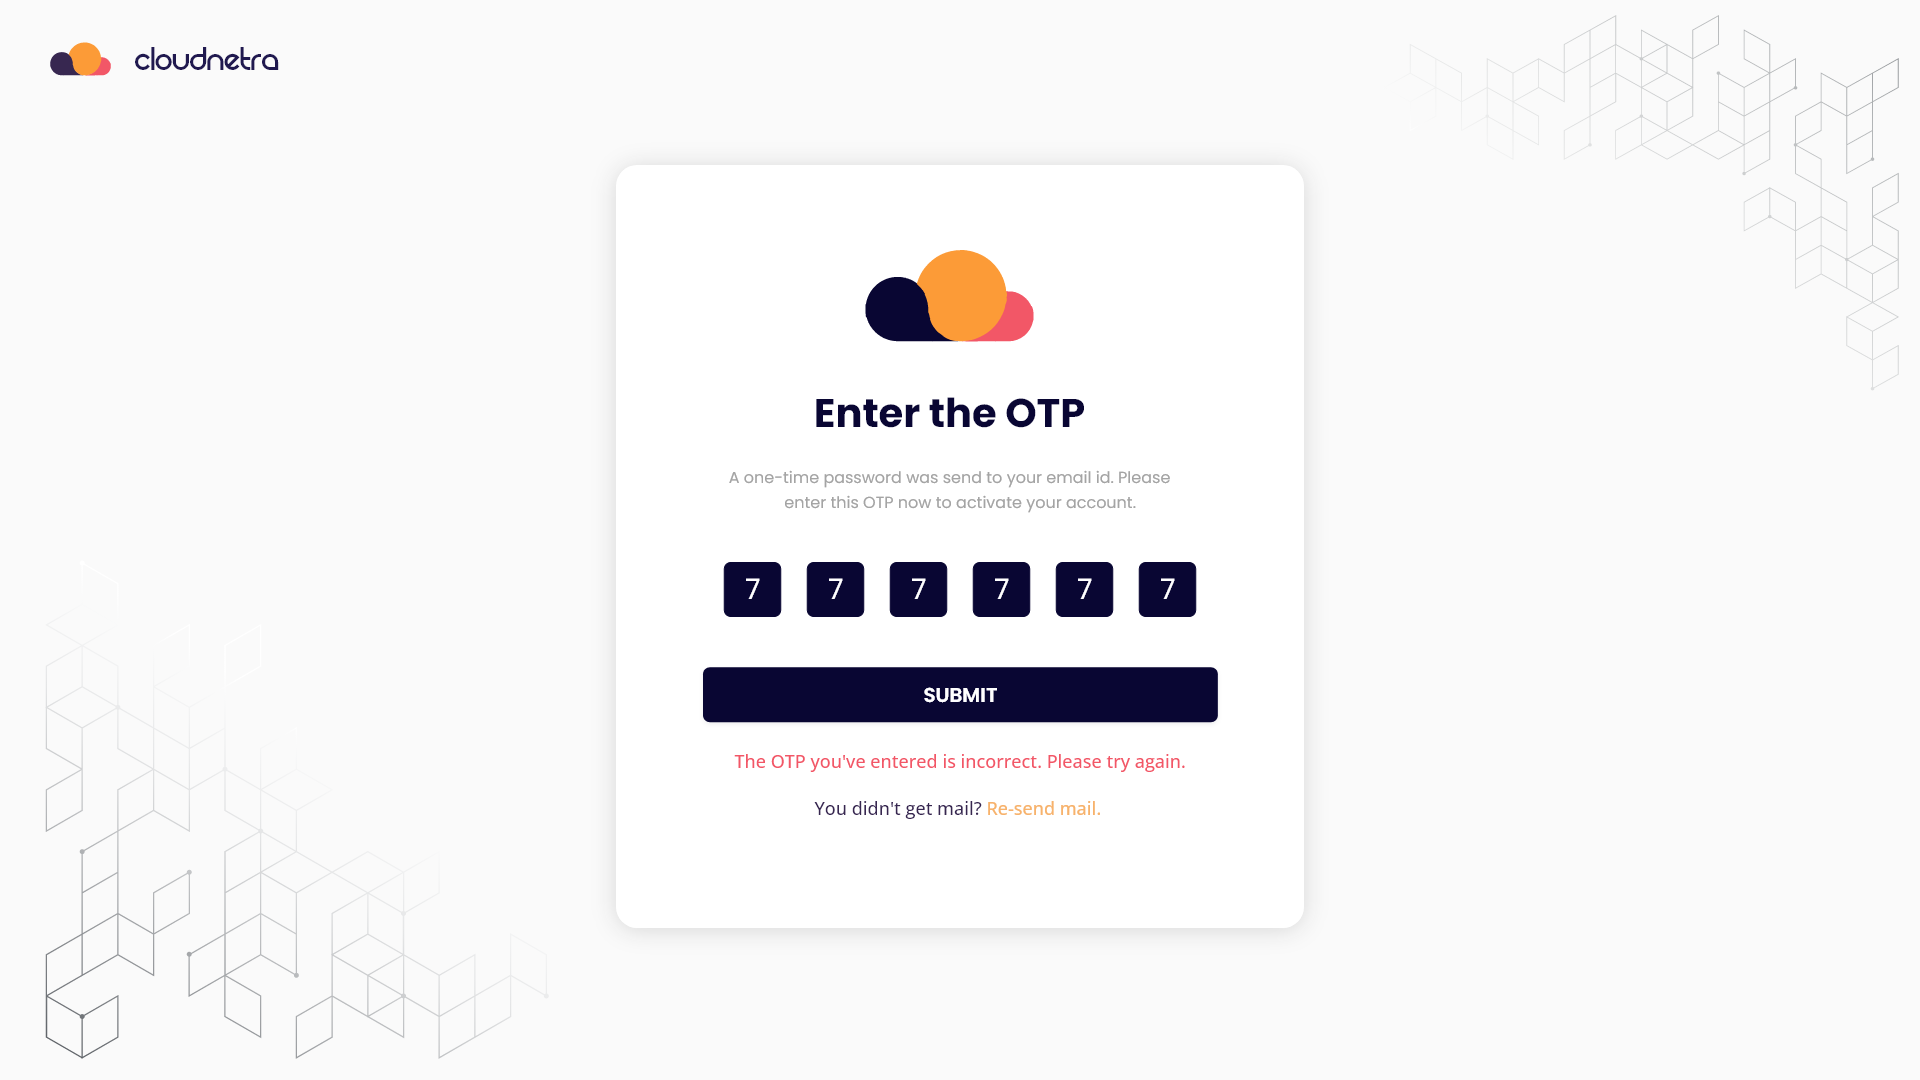 cloudnetra
Enter the OTP
A one-time password was send to your email id. Please
enter this OTP now to activate your account.
7 7 7 7 7 7
SUBMIT
The OTP you've entered is incorrect. Please try again.
You didn't get mail? Re-send mail.